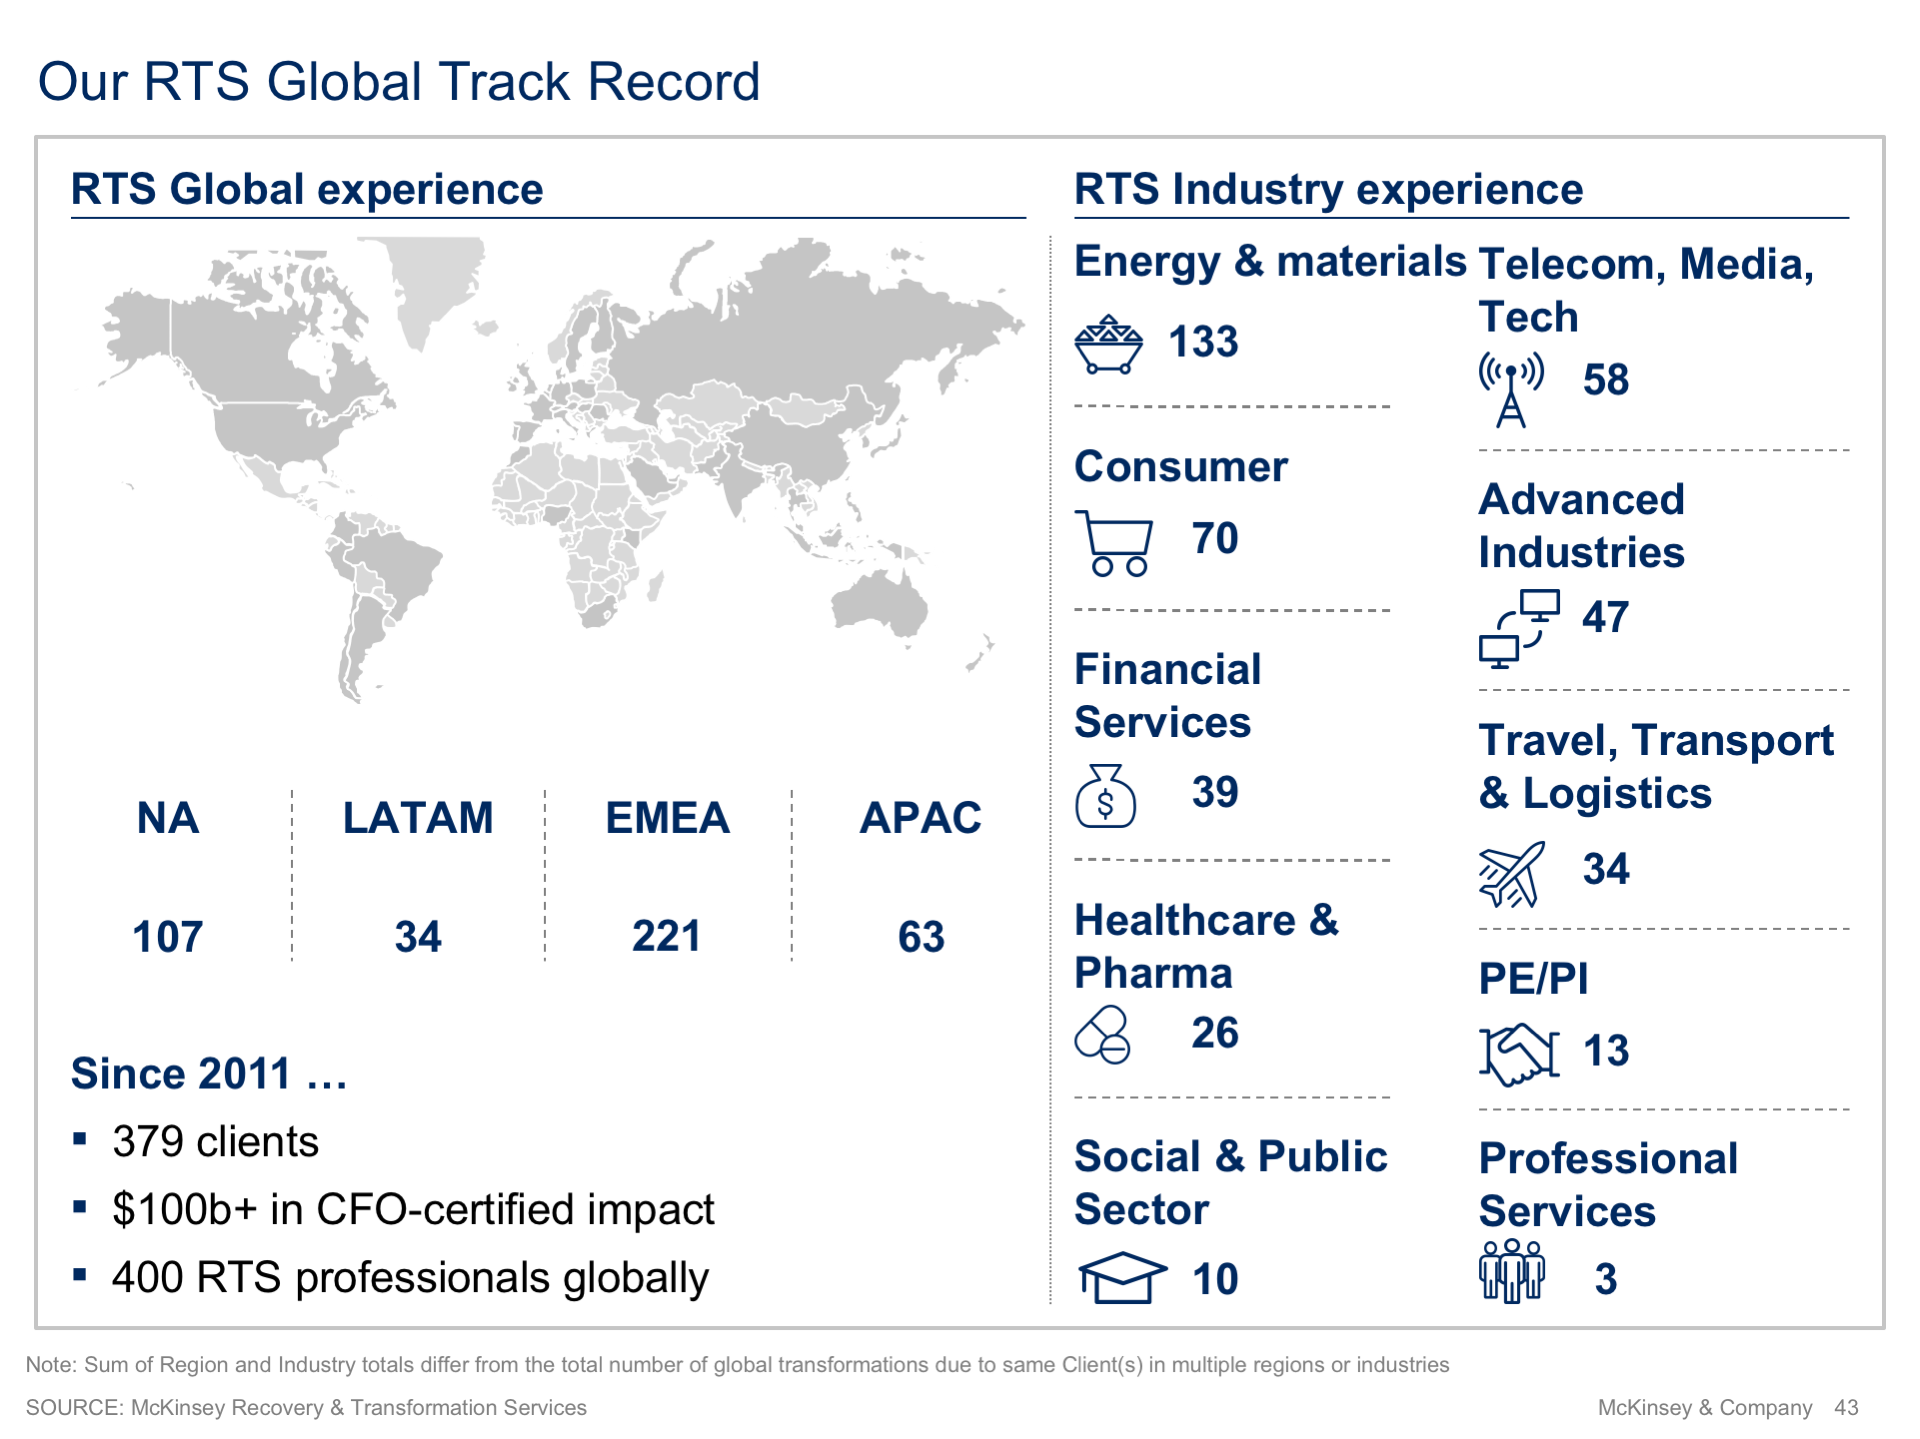 Our RTS Global Track Record
RTS Global experience
NA
LATAM
EMEA
APAC
107
34
221
63
Since 2011 …
▪ 379 clients
▪ $100b+ in CFO-certified impact
▪ 400 RTS professionals globally
RTS Industry experience
Energy & materials
133
Consumer
70
Financial
Services
$
39
Healthcare &
Pharma
26
Social & Public
Sector
10
Telecom, Media,
Tech
58
Advanced
Industries
47
Travel, Transport
& Logistics
34
PE/PI
13
Professional
Services
3
Note: Sum of Region and Industry totals differ from the total number of global transformations due to same Client(s) in multiple regions or industries
SOURCE: McKinsey Recovery & Transformation Services
McKinsey & Company 43